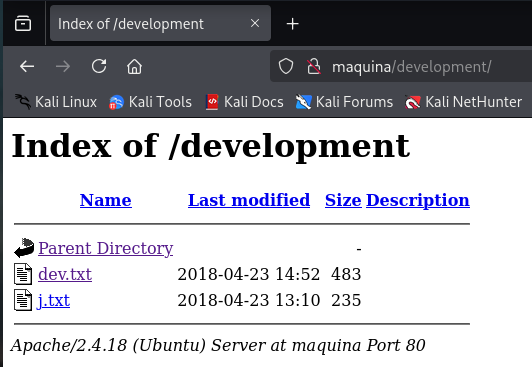 Index of /development
maquina/development/
Kali Linux Kali Tools Kali Docs Kali Forums Kali NetHunter
Index of /development
Name Last modified Size Description
Parent Directory -
dev.txt 2018-04-23 14:52 483
j.txt 2018-04-23 13:10 235
Apache/2.4.18 (Ubuntu) Server at maquina Port 80